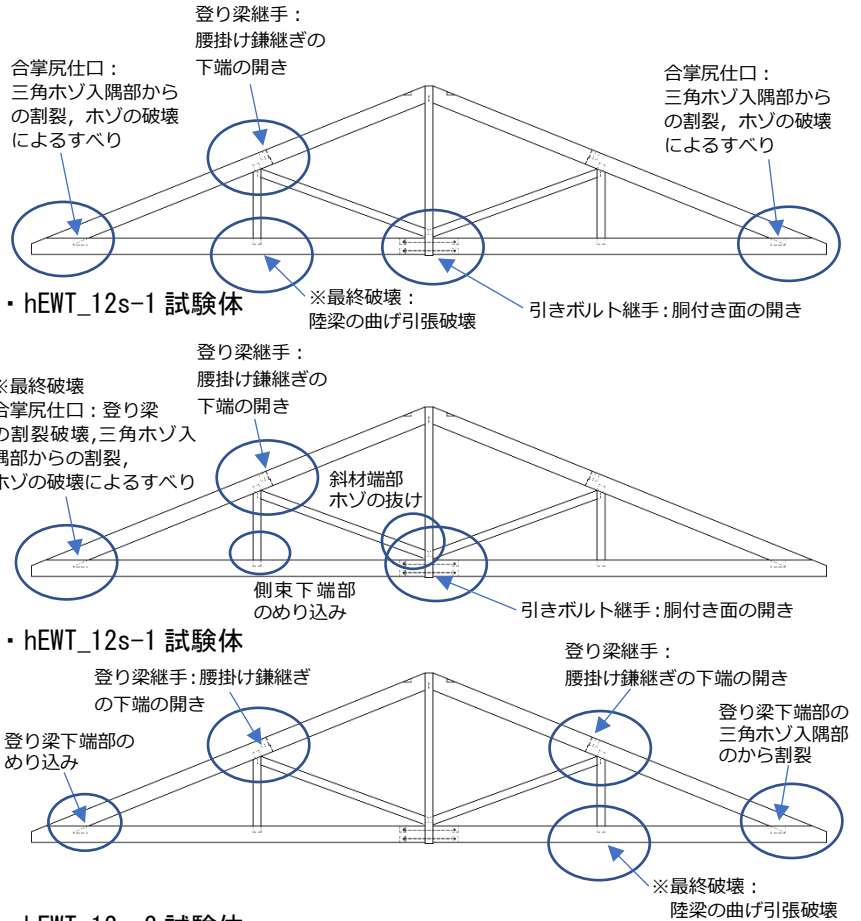 登り梁継手：
腰掛け鎌継ぎの
下端の開き
合掌尻仕口：
三角ホゾ入隅部から
の割裂，ホゾの破壊
によるすべり
合掌尻仕口：
三角ホゾ入隅部から
の割裂，ホゾの破壊
によるすべり
・hEWT_12s-1 試験体
※最終破壊：
陸梁の曲げ引張破壊
引きボルト継手：胴付き面の開き
登り梁継手：
腰掛け鎌継ぎの
下端の開き
※最終破壊
合掌尻仕口：登り梁
の割裂破壊,三角ホゾ入
隅部からの割裂，
ホゾの破壊によるすべり
斜材端部
ホゾの抜け
側束下端部
のめり込み
引きボルト継手：胴付き面の開き
・hEWT_12s-1 試験体
登り梁継手：腰掛け鎌継ぎ
の下端の開き
登り梁継手：
腰掛け鎌継ぎの下端の開き
登り梁下端部の
めり込み
登り梁下端部の
三角ホゾ入隅部
のから割裂
※最終破壊：
陸梁の曲げ引張破壊